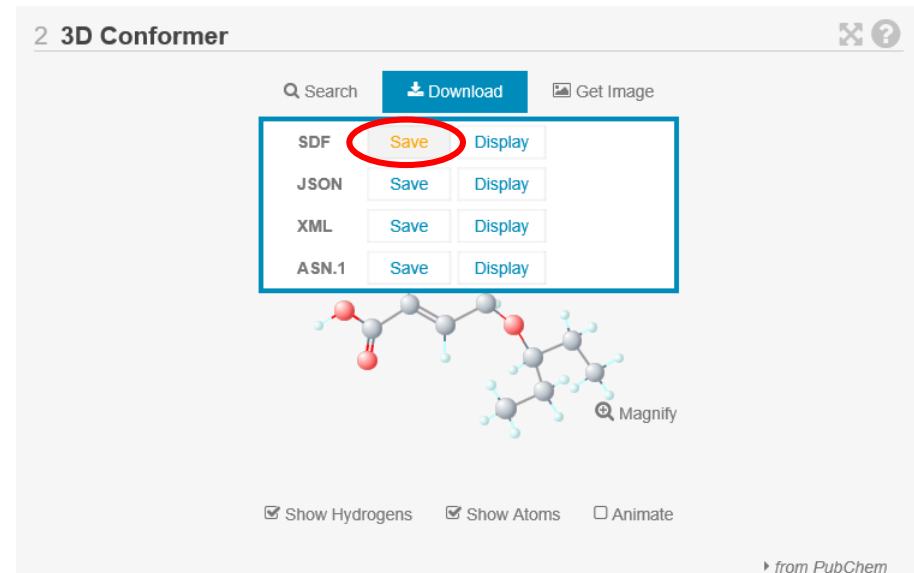 2 3D Conformer
Search Download Get Image
SDF Save Display
JSON Save Display
XML Save Display
ASN.1 Save Display
Magnify
Show Hydrogens Show Atoms Animate
from PubChem